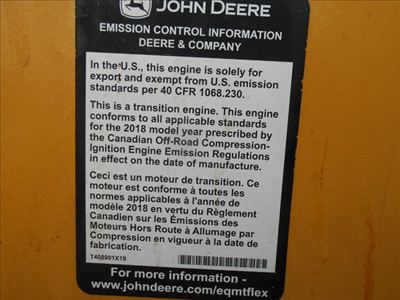 JOHN DEERE
EMISSION CONTROL INFORMATION
DEERE & COMPANY
In the U.S., this engine is solely for
export and exempt from U.S. emission
standards per 40 CFR 1068.230.
This is a transition engine. This engine
conforms to all applicable standards
for the 2018 model year prescribed by
the Canadian Off-Road Compression-
Ignition Engine Emission Regulations
in effect on the date of manufacture.
Ceci est un moteur de transition. Ce
moteur est conforme à toutes les
normes applicables à l'année de
modèle 2018 en vertu du Règlement
Canadien sur les Émissions des
Moteurs Hors Route à Allumage par
Compression en vigueur à la date de
fabrication.
T408901X19
For more information -
www.johndeere.com/eqmtflex